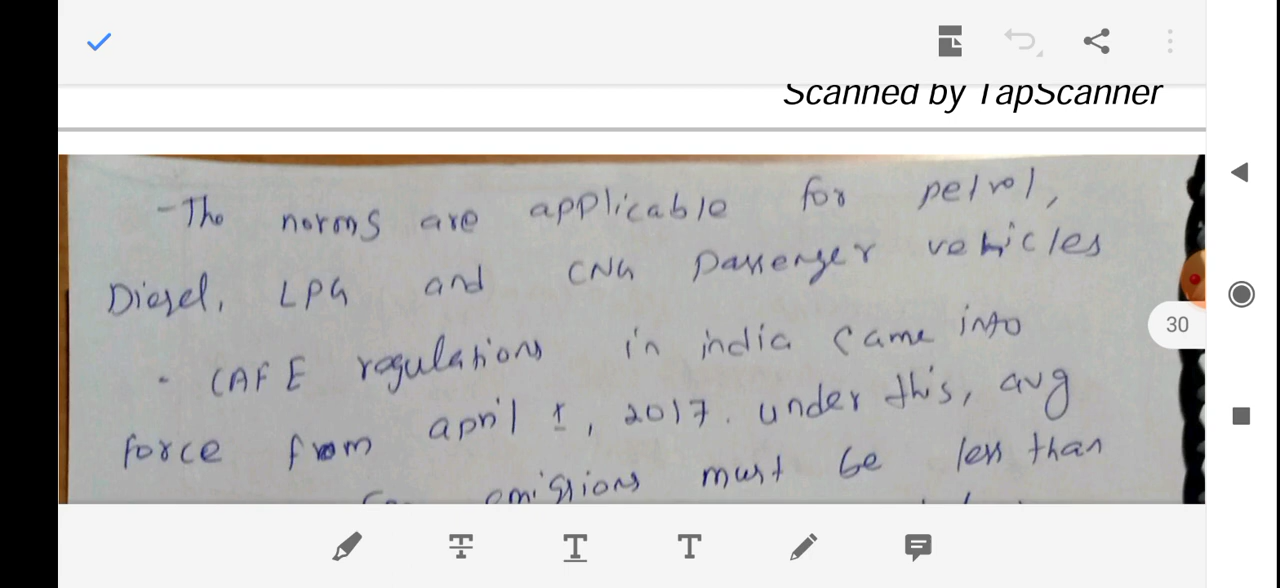 Scanned by TapScanner
- The norms are applicable for petrol,
Diesel, LPG and CNG passenger vehicles
30
- CAFE regulations in india came into
force from april 1, 2017. under this, avg
emissions must be less than